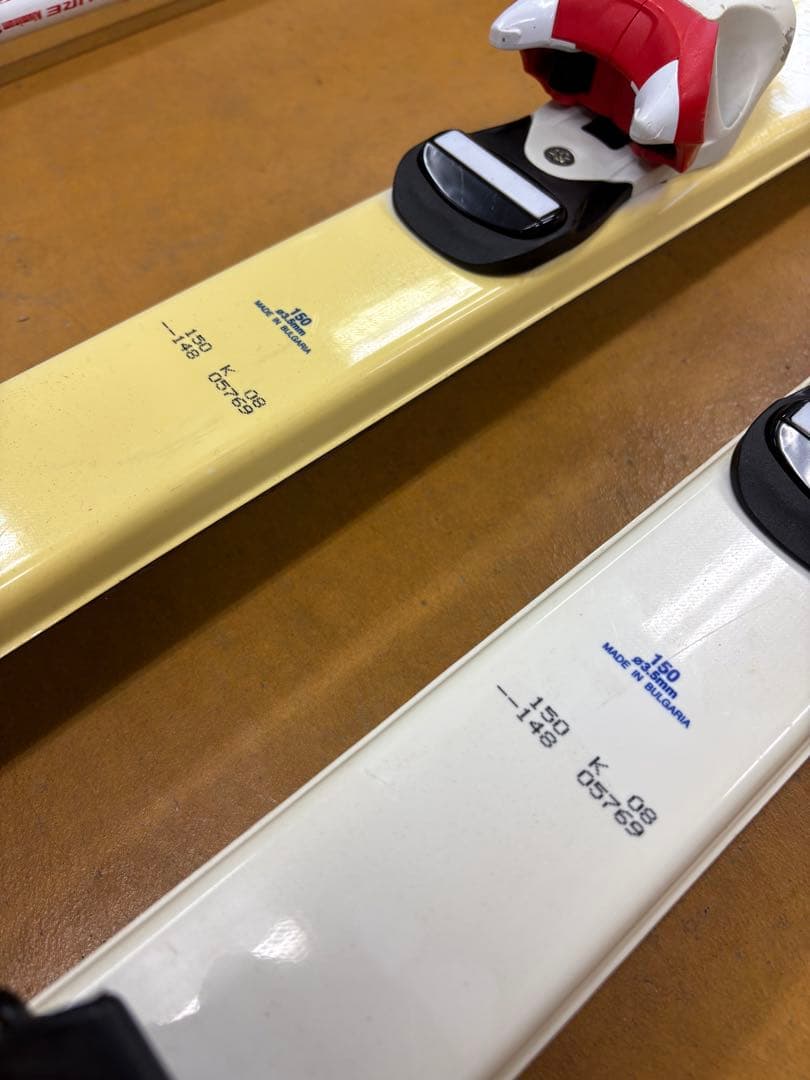 150
ø3.5mm
MADE IN BULGARIA
150 K 08
--148 05769
150
ø3.5mm
MADE IN BULGARIA
150 K 08
--148 05769